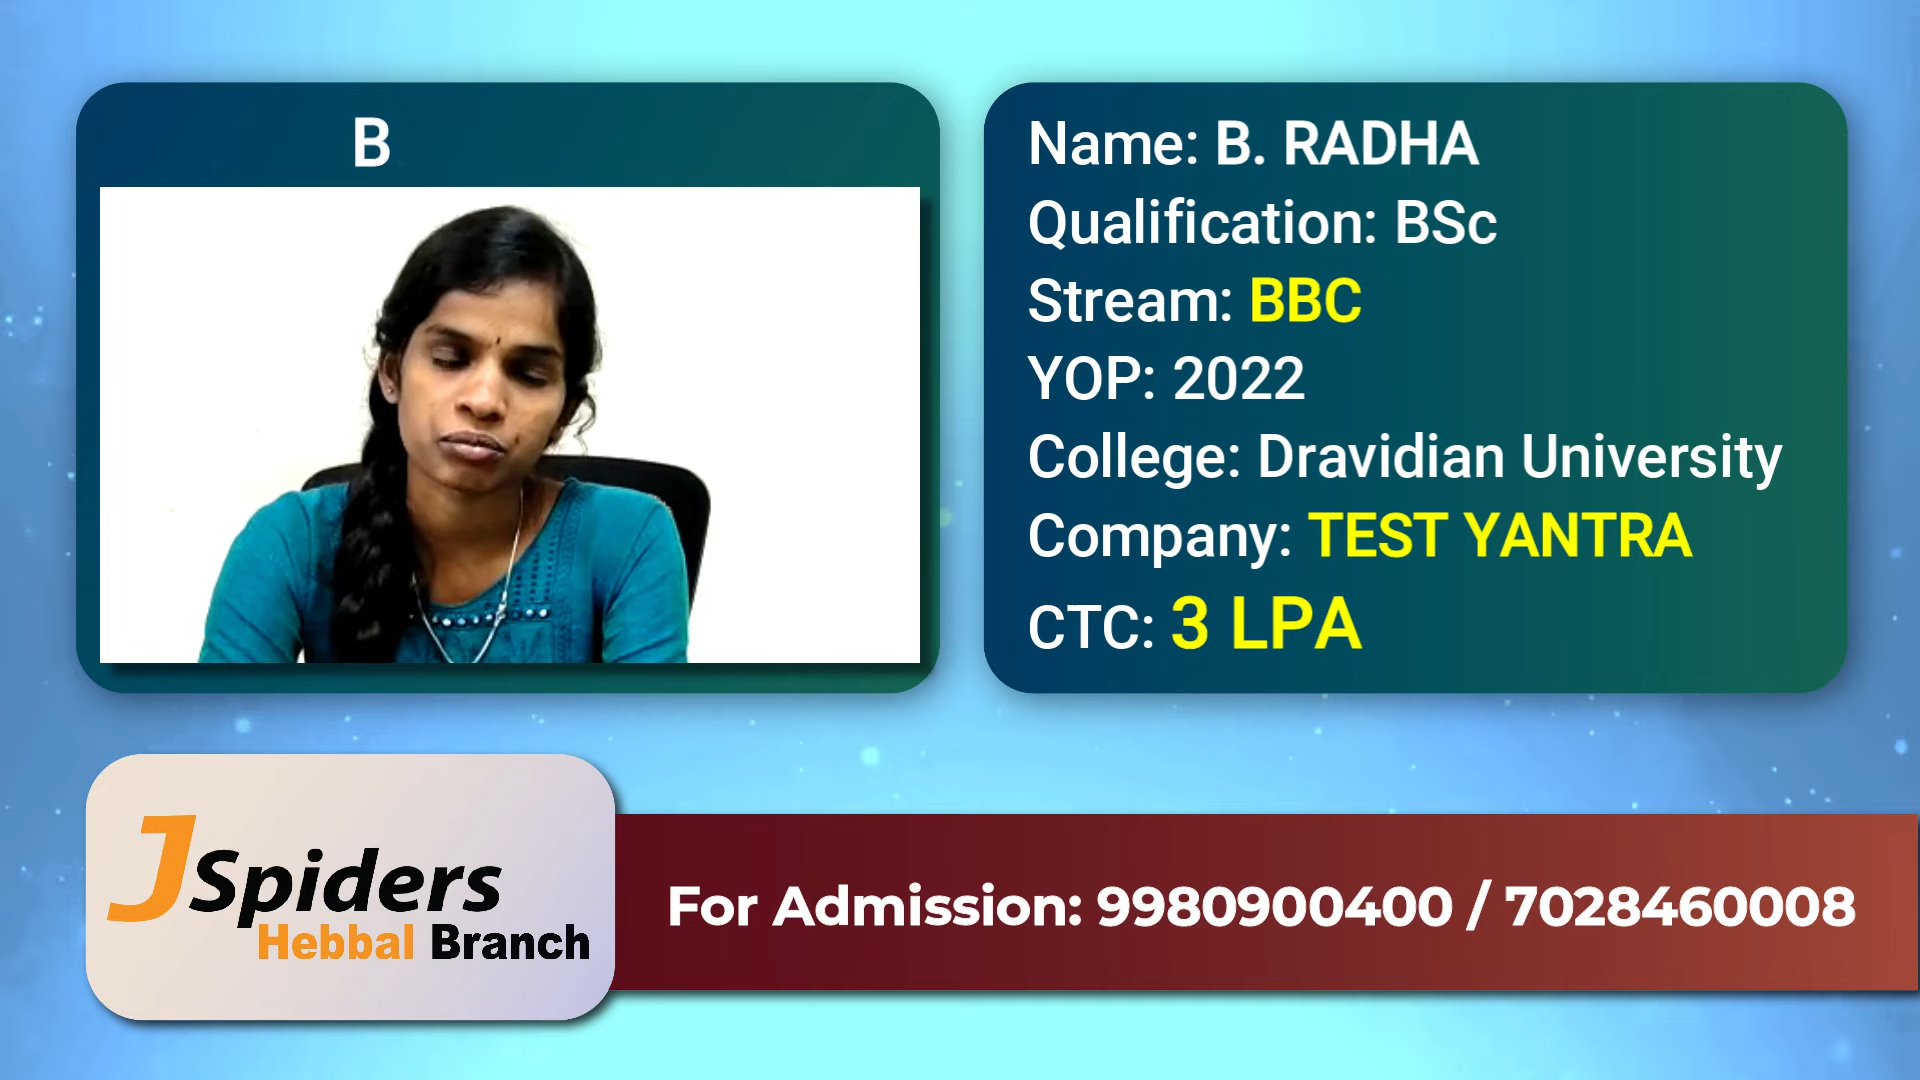 B
Name: B. RADHA
Qualification: BSc
Stream: BBC
YOP: 2022
College: Dravidian University
Company: TEST YANTRA
CTC: 3 LPA
JSpiders
Hebbal Branch
For Admission: 9980900400 / 7028460008